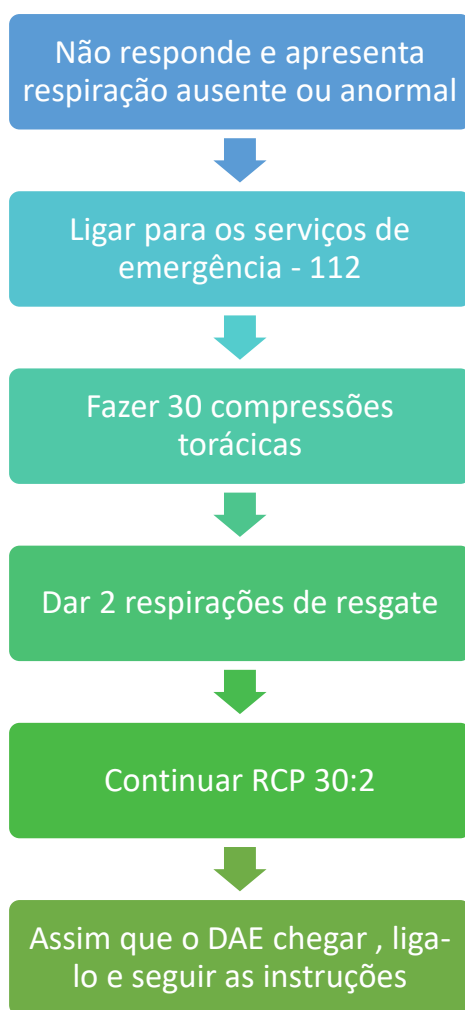 Não responde e apresenta
respiração ausente ou anormal
Ligar para os serviços de
emergência - 112
Fazer 30 compressões
torácicas
Dar 2 respirações de resgate
Continuar RCP 30:2
Assim que o DAE chegar , liga-
lo e seguir as instruções